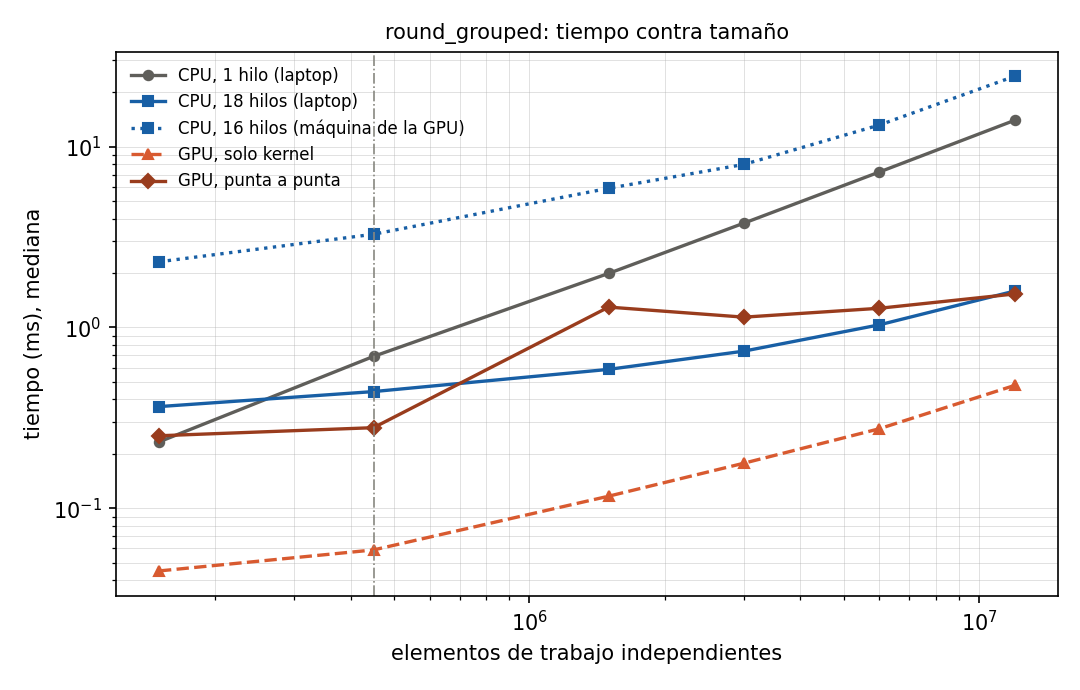 round_grouped: tiempo contra tamaño
CPU, 1 hilo (laptop)
CPU, 18 hilos (laptop)
CPU, 16 hilos (máquina de la GPU)
GPU, solo kernel
GPU, punta a punta
tiempo (ms), mediana
10¹
10⁰
10⁻¹
10⁶
10⁷
elementos de trabajo independientes